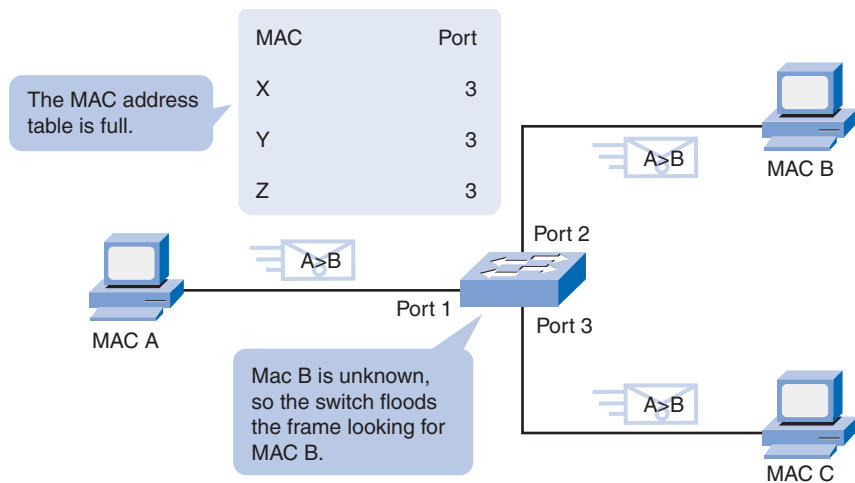 MAC Port
X 3
Y 3
Z 3
The MAC address
table is full.
A>B
MAC B
Port 2
A>B
Port 1
MAC A
Port 3
Mac B is unknown,
so the switch floods
the frame looking for
MAC B.
A>B
MAC C